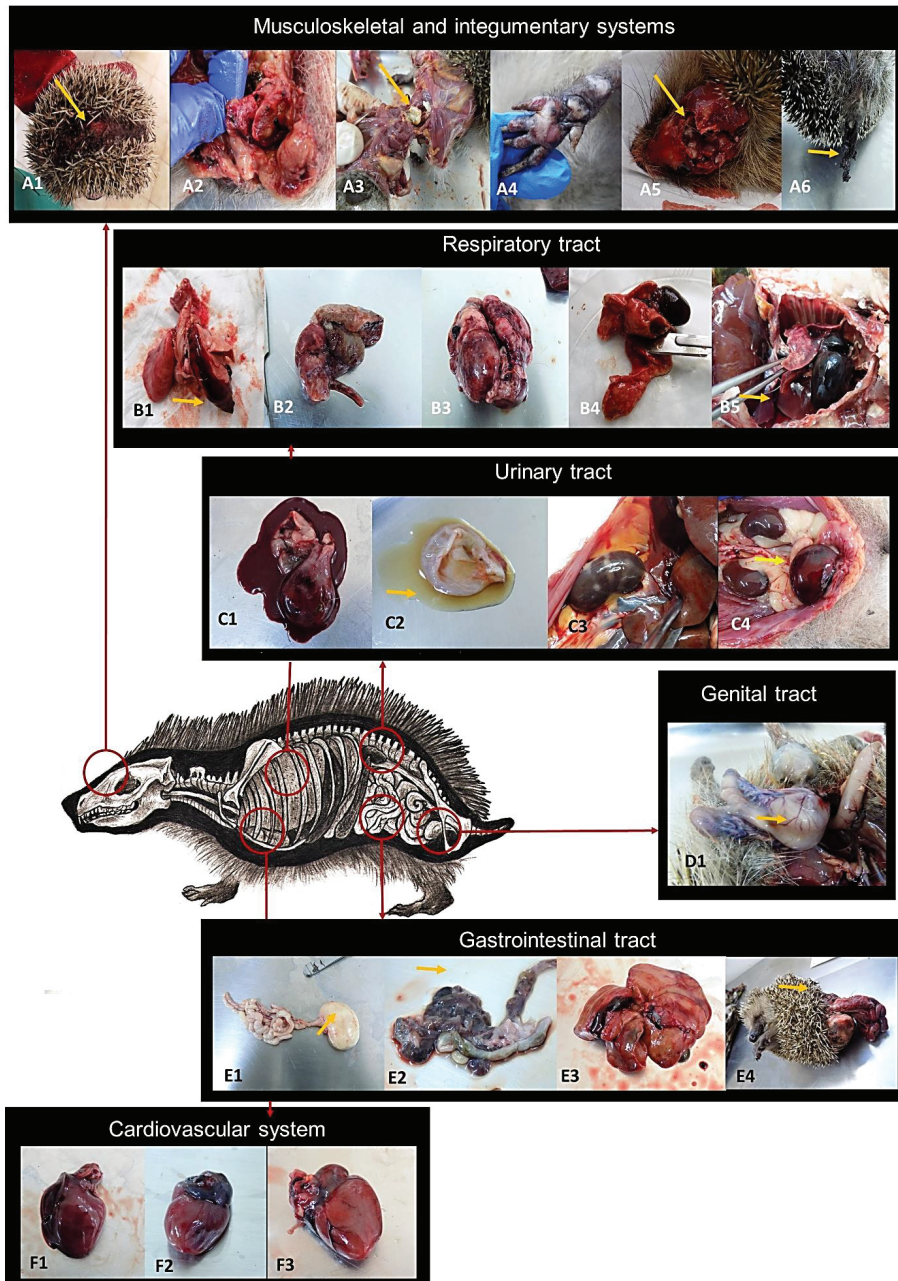 Musculoskeletal and integumentary systems
A1
A2
A3
A4
A5
A6
Respiratory tract
B1
B2
B3
B4
B5
Urinary tract
C1
C2
C3
C4
Genital tract
D1
Gastrointestinal tract
E1
E2
E3
E4
Cardiovascular system
F1
F2
F3